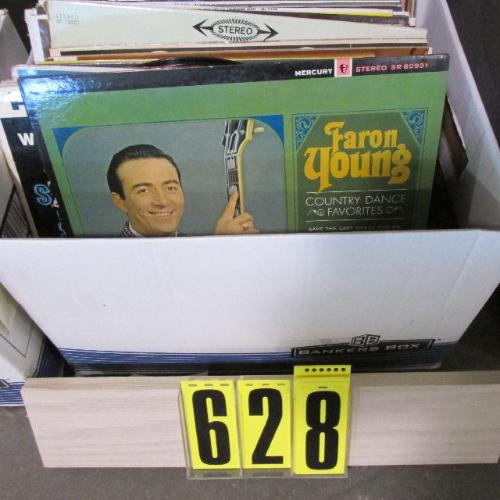 STEREO
MERCURY STEREO SR 60931
Faron
Young
COUNTRY DANCE
FAVORITES
BANKERS BOX
628